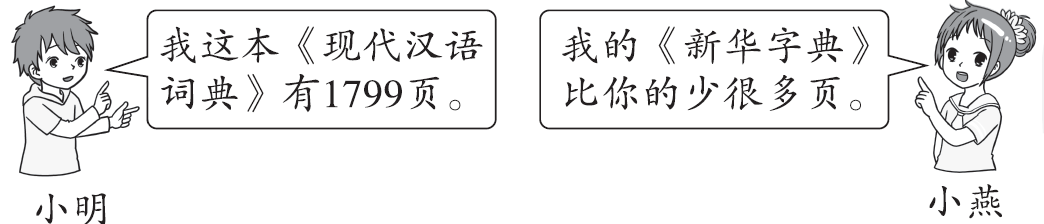 我这本《现代汉语
词典》有1799页。
我的《新华字典》
比你的少很多页。
小明
小燕